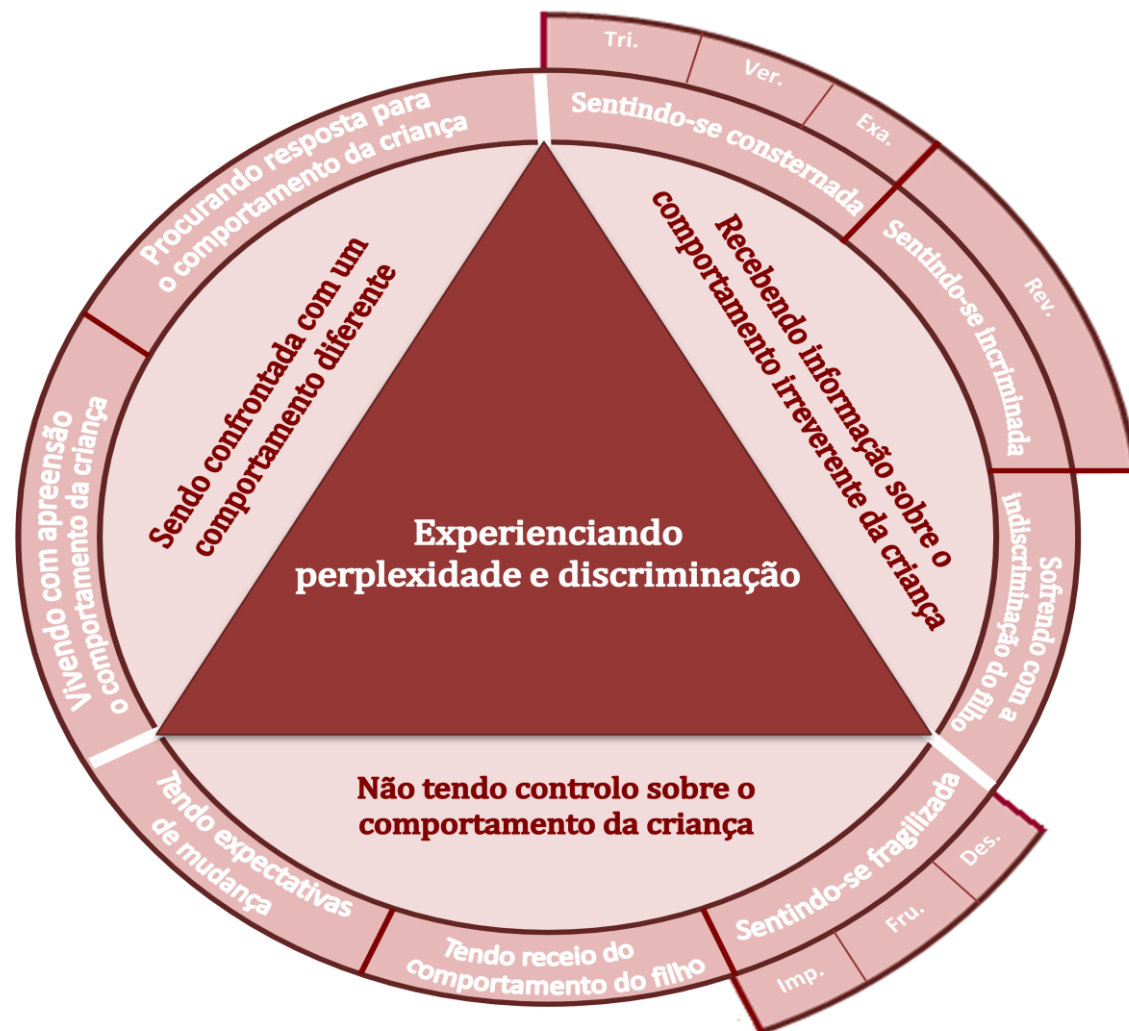 Tri.
Ver.
Exa.
Rev.
Procurando resposta para
o comportamento da criança
Sentindo-se consternada
Sentindo-se incriminada
Sendo confrontada com um
comportamento diferente
Recebendo informação sobre o
comportamento irreverente da criança
Vivendo com apreensão
o comportamento da criança
Experienciando
perplexidade e discriminação
Sofrendo com a
indiscriminação do filho
Não tendo controlo sobre o
comportamento da criança
Tendo expectativas
de mudança
Tendo receio do
comportamento do filho
Sentindo-se fragilizada
Des.
Fru.
Imp.